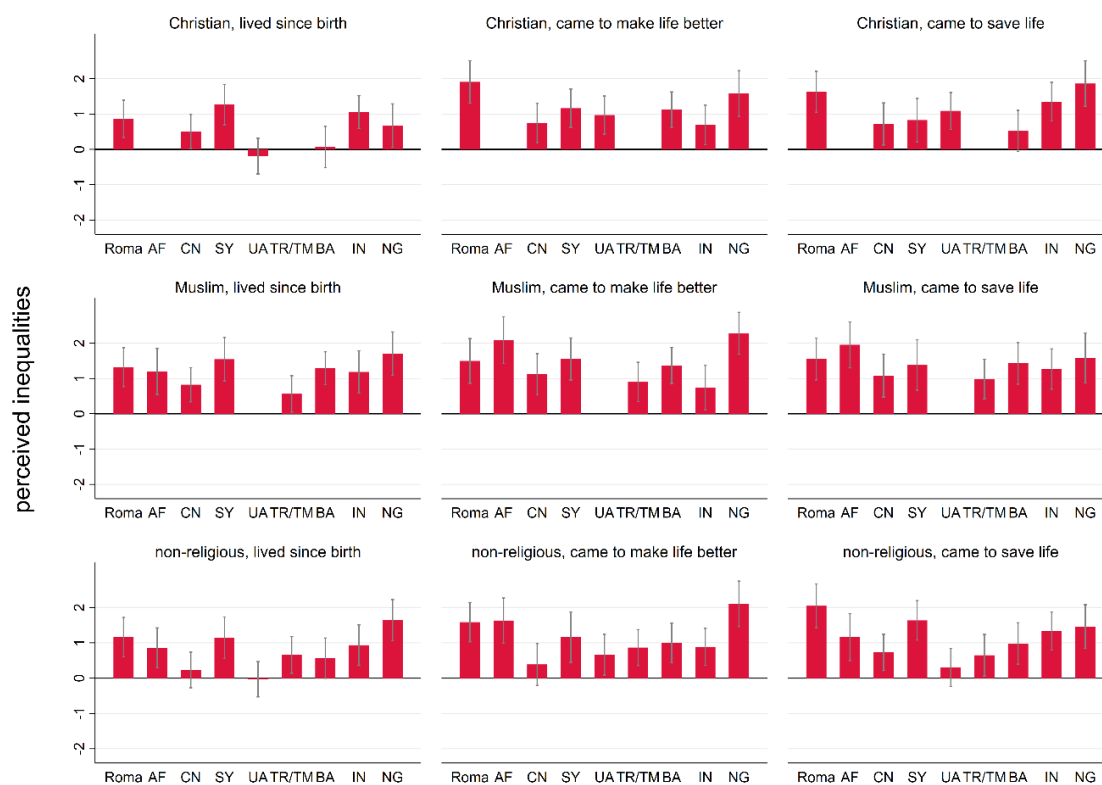 Christian, lived since birth
Christian, came to make life better
Christian, came to save life
2
1
0
-1
-2
Roma AF CN SY UA TR/TM BA IN NG
Roma AF CN SY UA TR/TM BA IN NG
Roma AF CN SY UA TR/TM BA IN NG
perceived inequalities
Muslim, lived since birth
Muslim, came to make life better
Muslim, came to save life
2
1
0
-1
-2
Roma AF CN SY UA TR/TM BA IN NG
Roma AF CN SY UA TR/TM BA IN NG
Roma AF CN SY UA TR/TM BA IN NG
non-religious, lived since birth
non-religious, came to make life better
non-religious, came to save life
2
1
0
-1
-2
Roma AF CN SY UA TR/TM BA IN NG
Roma AF CN SY UA TR/TM BA IN NG
Roma AF CN SY UA TR/TM BA IN NG